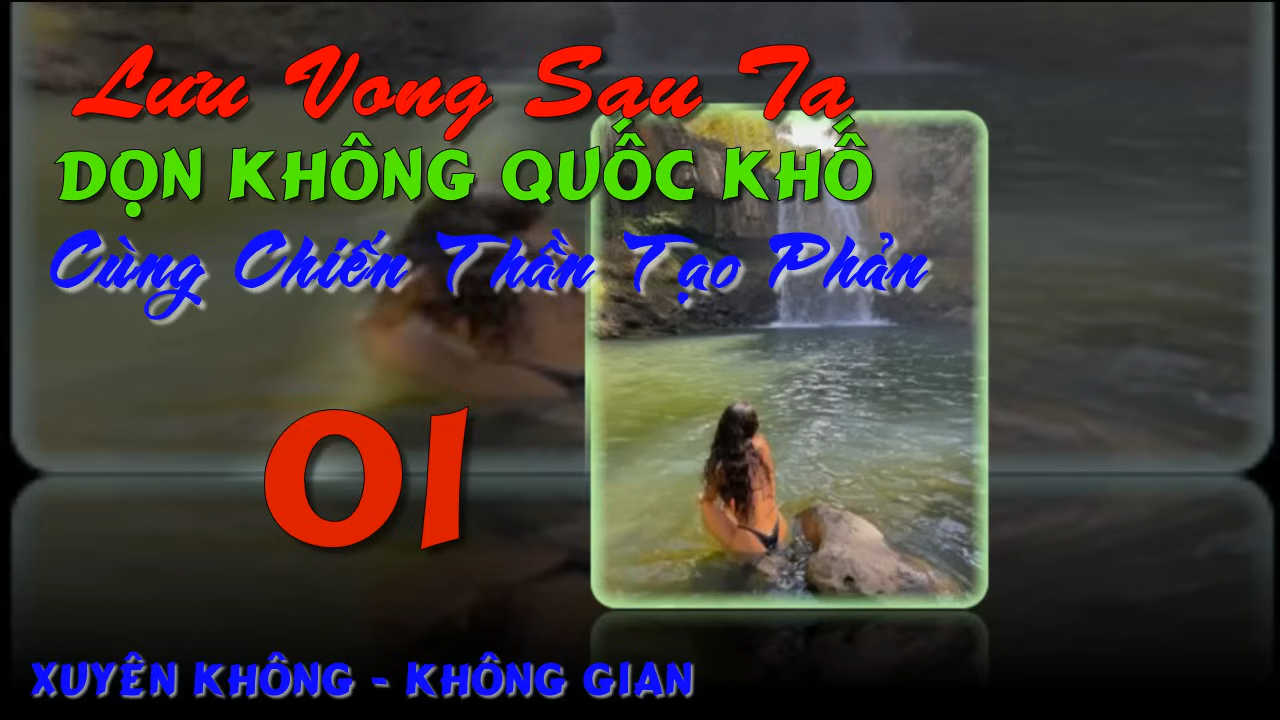 Lưu Vong Sau Ta
DỌN KHÔNG QUỐC KHỐ
Cùng Chiến Thần Tạo Phản
01
XUYÊN KHÔNG - KHÔNG GIAN